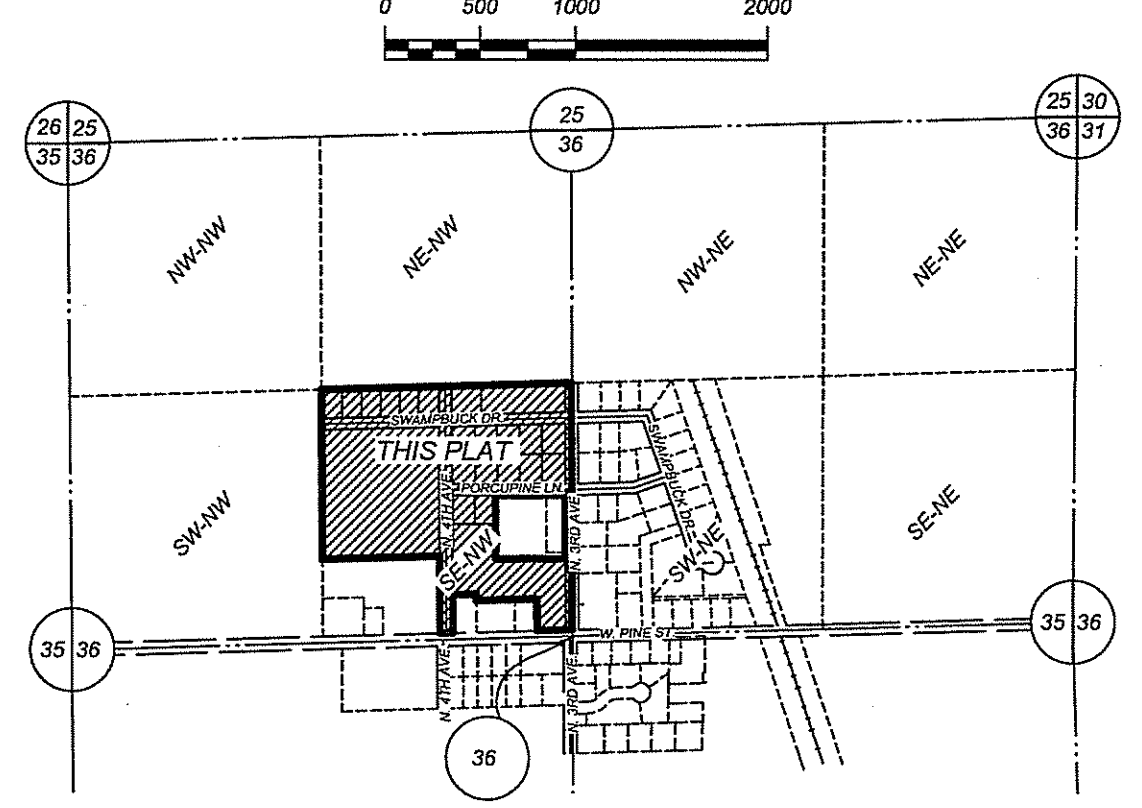 0 500 1000 2000
26 25
35 36
25
36
25 30
36 31
NW-NW
NE-NW
NW-NE
NE-NE
SWAMPBUCK DR.
THIS PLAT
SWAMPBUCK DR.
PORCUPINE LN.
N. 4TH AVE.
N. 3RD AVE.
SW-NW
SE-NW
SW-NE
SE-NE
35 36
W. PINE ST.
35 36
N. 4TH AVE.
N. 3RD AVE.
36